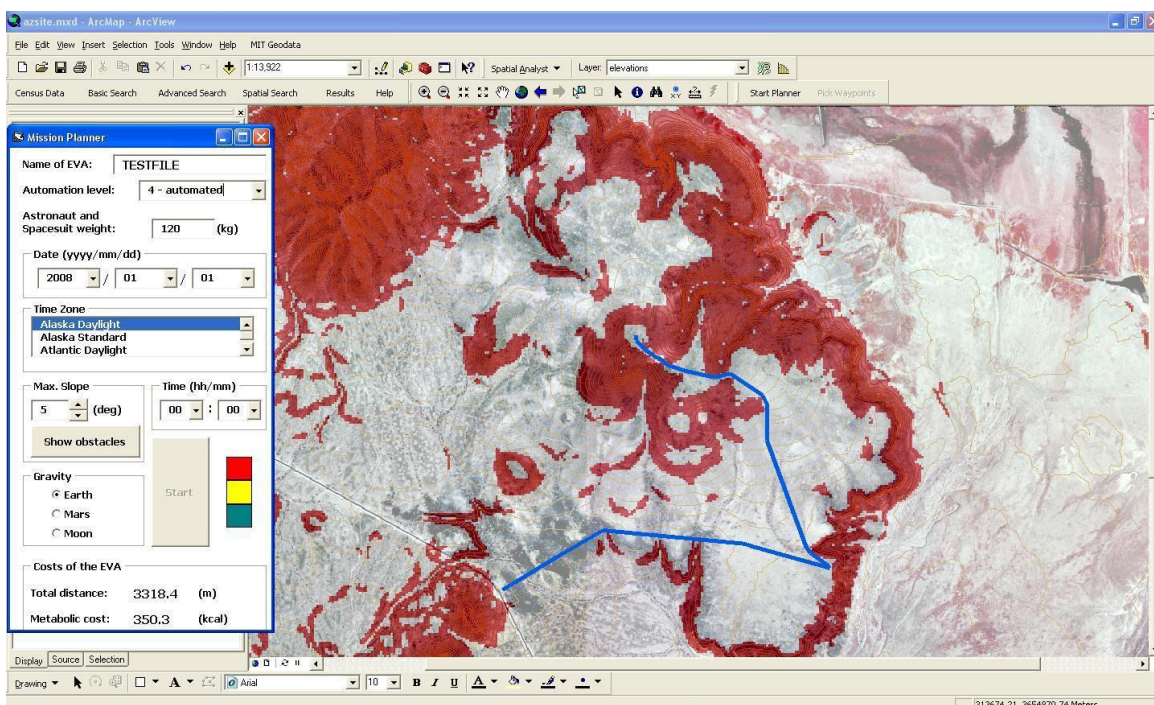 azsite.mxd - ArcMap - ArcView
File Edit View Insert Selection Tools Window Help MIT Geodata
1:13,922 Spatial Analyst Layer: elevations
Census Data Basic Search Advanced Search Spatial Search Results Help Start Planner Pick Waypoints
Mission Planner
Name of EVA: TESTFILE
Automation level: 4 - automated
Astronaut and
Spacesuit weight: 120 (kg)
Date (yyyy/mm/dd)
2008 / 01 / 01
Time Zone
Alaska Daylight
Alaska Standard
Atlantic Daylight
Max. Slope Time (hh/mm)
5 (deg) 00 : 00
Show obstacles
Start
Gravity
Earth
Mars
Moon
Costs of the EVA
Total distance: 3318.4 (m)
Metabolic cost: 350.3 (kcal)
Display Source Selection
Drawing A Arial 10 B I U A
313674.21 3654870.74 Meters